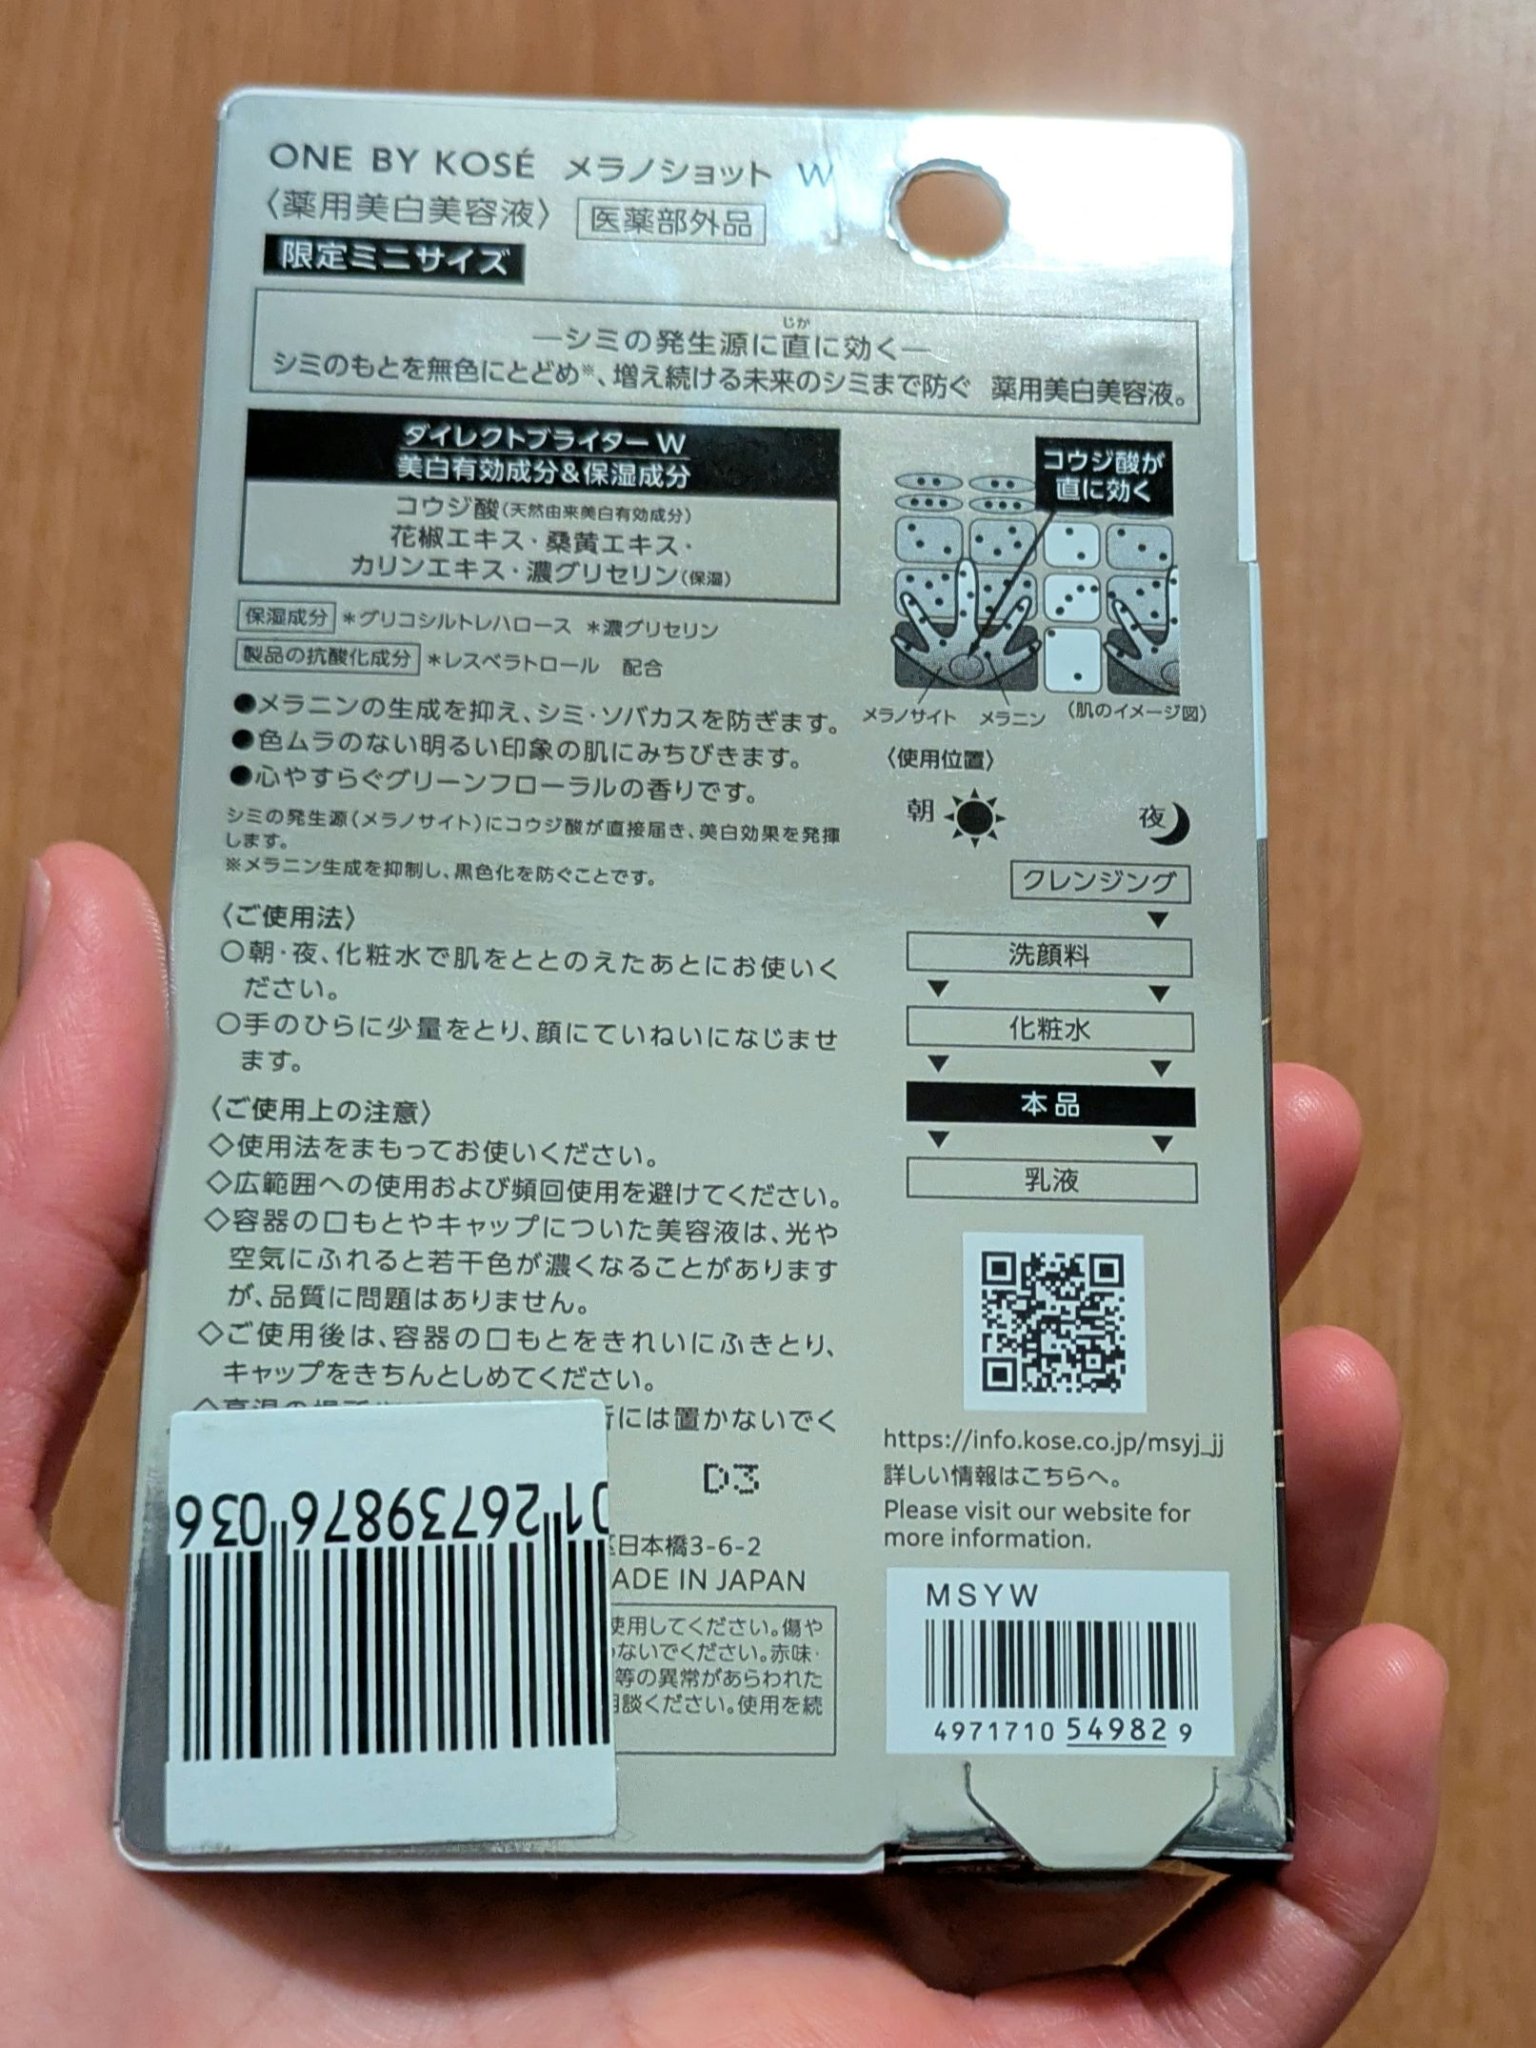 ONE BY KOSÉ メラノショット W
〈薬用美白美容液〉 医薬部外品
限定ミニサイズ
じか
―シミの発生源に直に効く―
シミのもとを無色にとどめ※、増え続ける未来のシミまで防ぐ 薬用美白美容液。
ダイレクトブライター W
美白有効成分&保湿成分
コウジ酸(天然由来美白有効成分)
花椒エキス・桑黄エキス・
カリンエキス・濃グリセリン(保湿)
保湿成分 *グリコシルトレハロース *濃グリセリン
製品の抗酸化成分 *レスベラトロール 配合
●メラニンの生成を抑え、シミ・ソバカスを防ぎます。
●色ムラのない明るい印象の肌にみちびきます。
●心やすらぐグリーンフローラルの香りです。
シミの発生源(メラノサイト)にコウジ酸が直接届き、美白効果を発揮
します。
※メラニン生成を抑制し、黒色化を防ぐことです。
〈ご使用法〉
○朝・夜、化粧水で肌をととのえたあとにお使いく
ださい。
○手のひらに少量をとり、顔にていねいになじませ
ます。
〈ご使用上の注意〉
◇使用法をまもってお使いください。
◇広範囲への使用および頻回使用を避けてください。
◇容器の口もとやキャップについた美容液は、光や
空気にふれると若干色が濃くなることがあります
が、品質に問題はありません。
◇ご使用後は、容器の口もとをきれいにふきとり、
キャップをきちんとしめてください。
には置かないでく
D3
日本橋3-6-2
ADE IN JAPAN
使用してください。傷や
ないでください。赤味・
等の異常があらわれた
談ください。使用を続
0126739876036
コウジ酸が
直に効く
メラノサイト メラニン (肌のイメージ図)
〈使用位置〉
朝 夜
クレンジング
洗顔料
化粧水
本品
乳液
https://info.kose.co.jp/msyj_jj
詳しい情報はこちらへ。
Please visit our website for
more information.
MSYW
4971710 549829